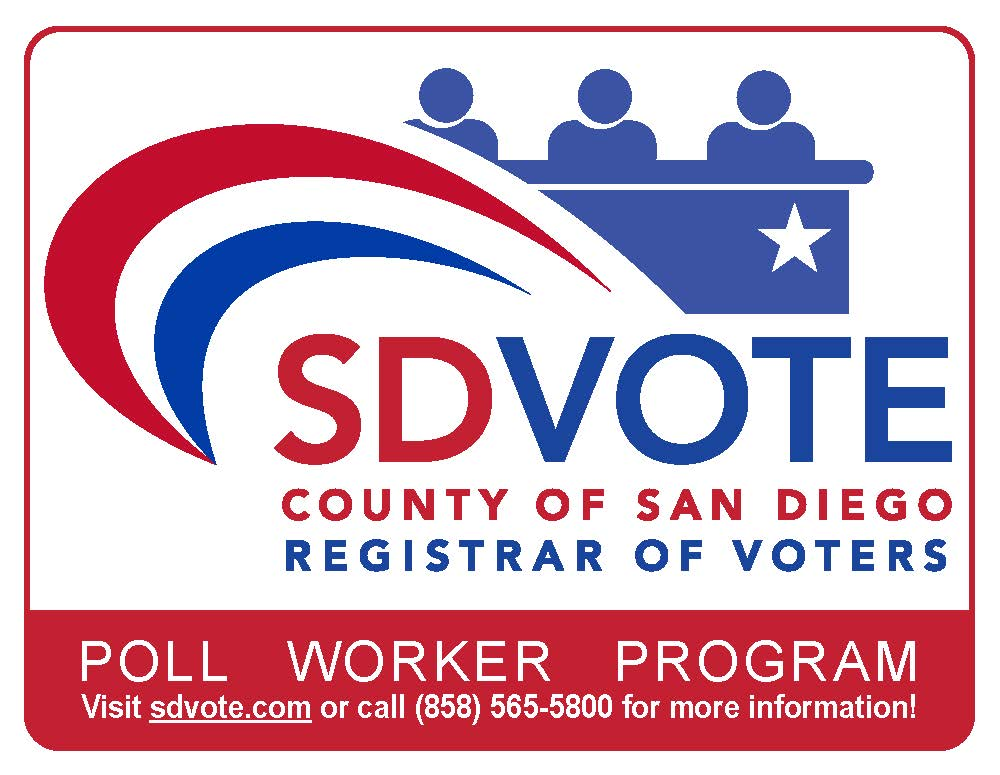 SDVOTE
COUNTY OF SAN DIEGO
REGISTRAR OF VOTERS
POLL WORKER PROGRAM
Visit sdvote.com or call (858) 565-5800 for more information!